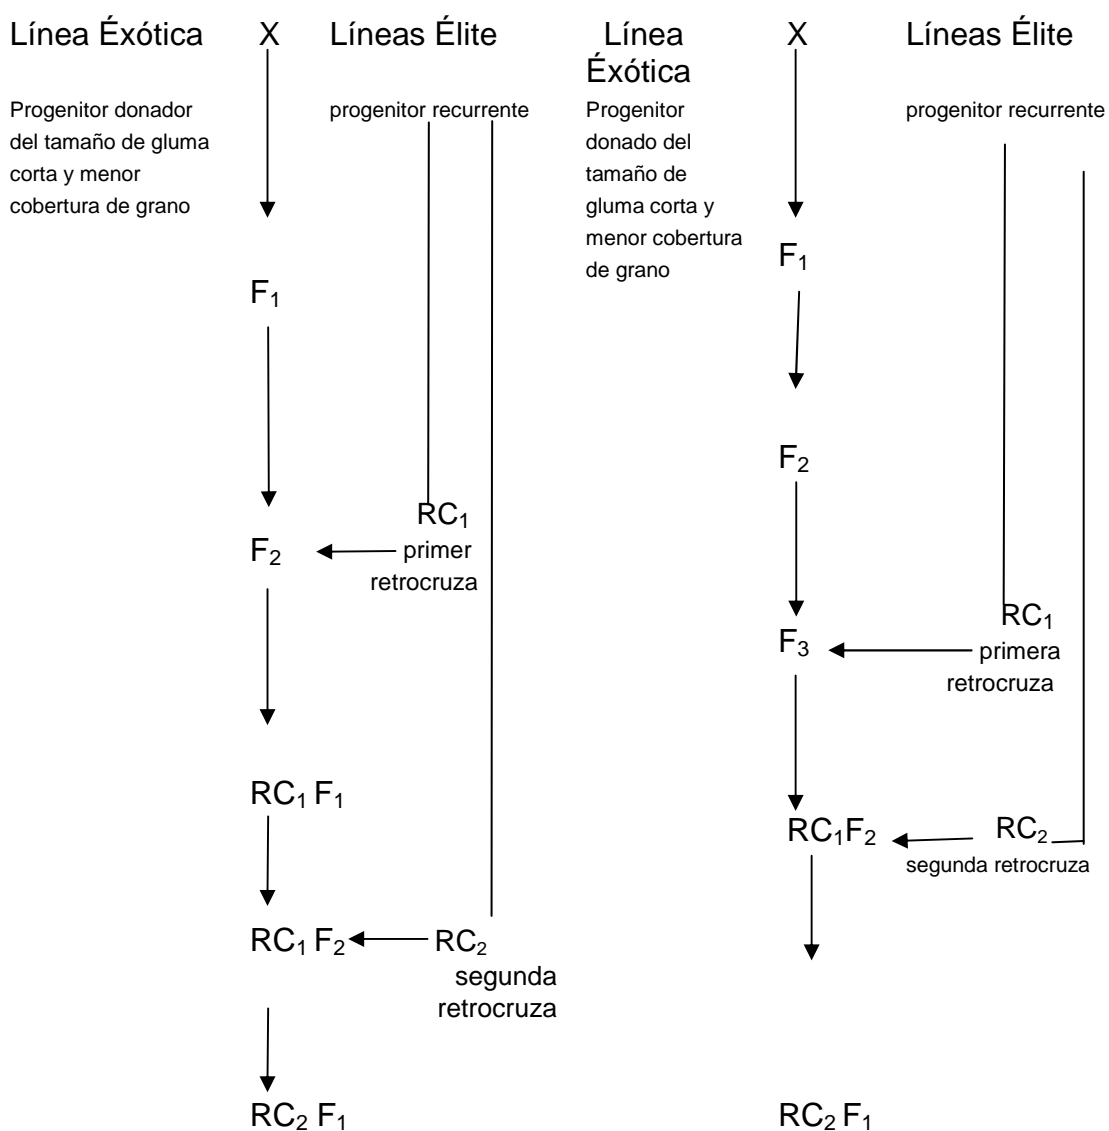 Línea Éxótica X Líneas Élite
Progenitor donador
del tamaño de gluma
corta y menor
cobertura de grano
progenitor recurrente
F1
RC1
F2
primer
retrocruza
RC1 F1
RC1 F2
RC2
segunda
retrocruza
RC2 F1
Línea X Líneas Élite
Éxótica
Progenitor
donado del
tamaño de
gluma corta y
menor cobertura
de grano
progenitor recurrente
F1
F2
RC1
F3
primera
retrocruza
RC1F2
RC2
segunda retrocruza
RC2 F1